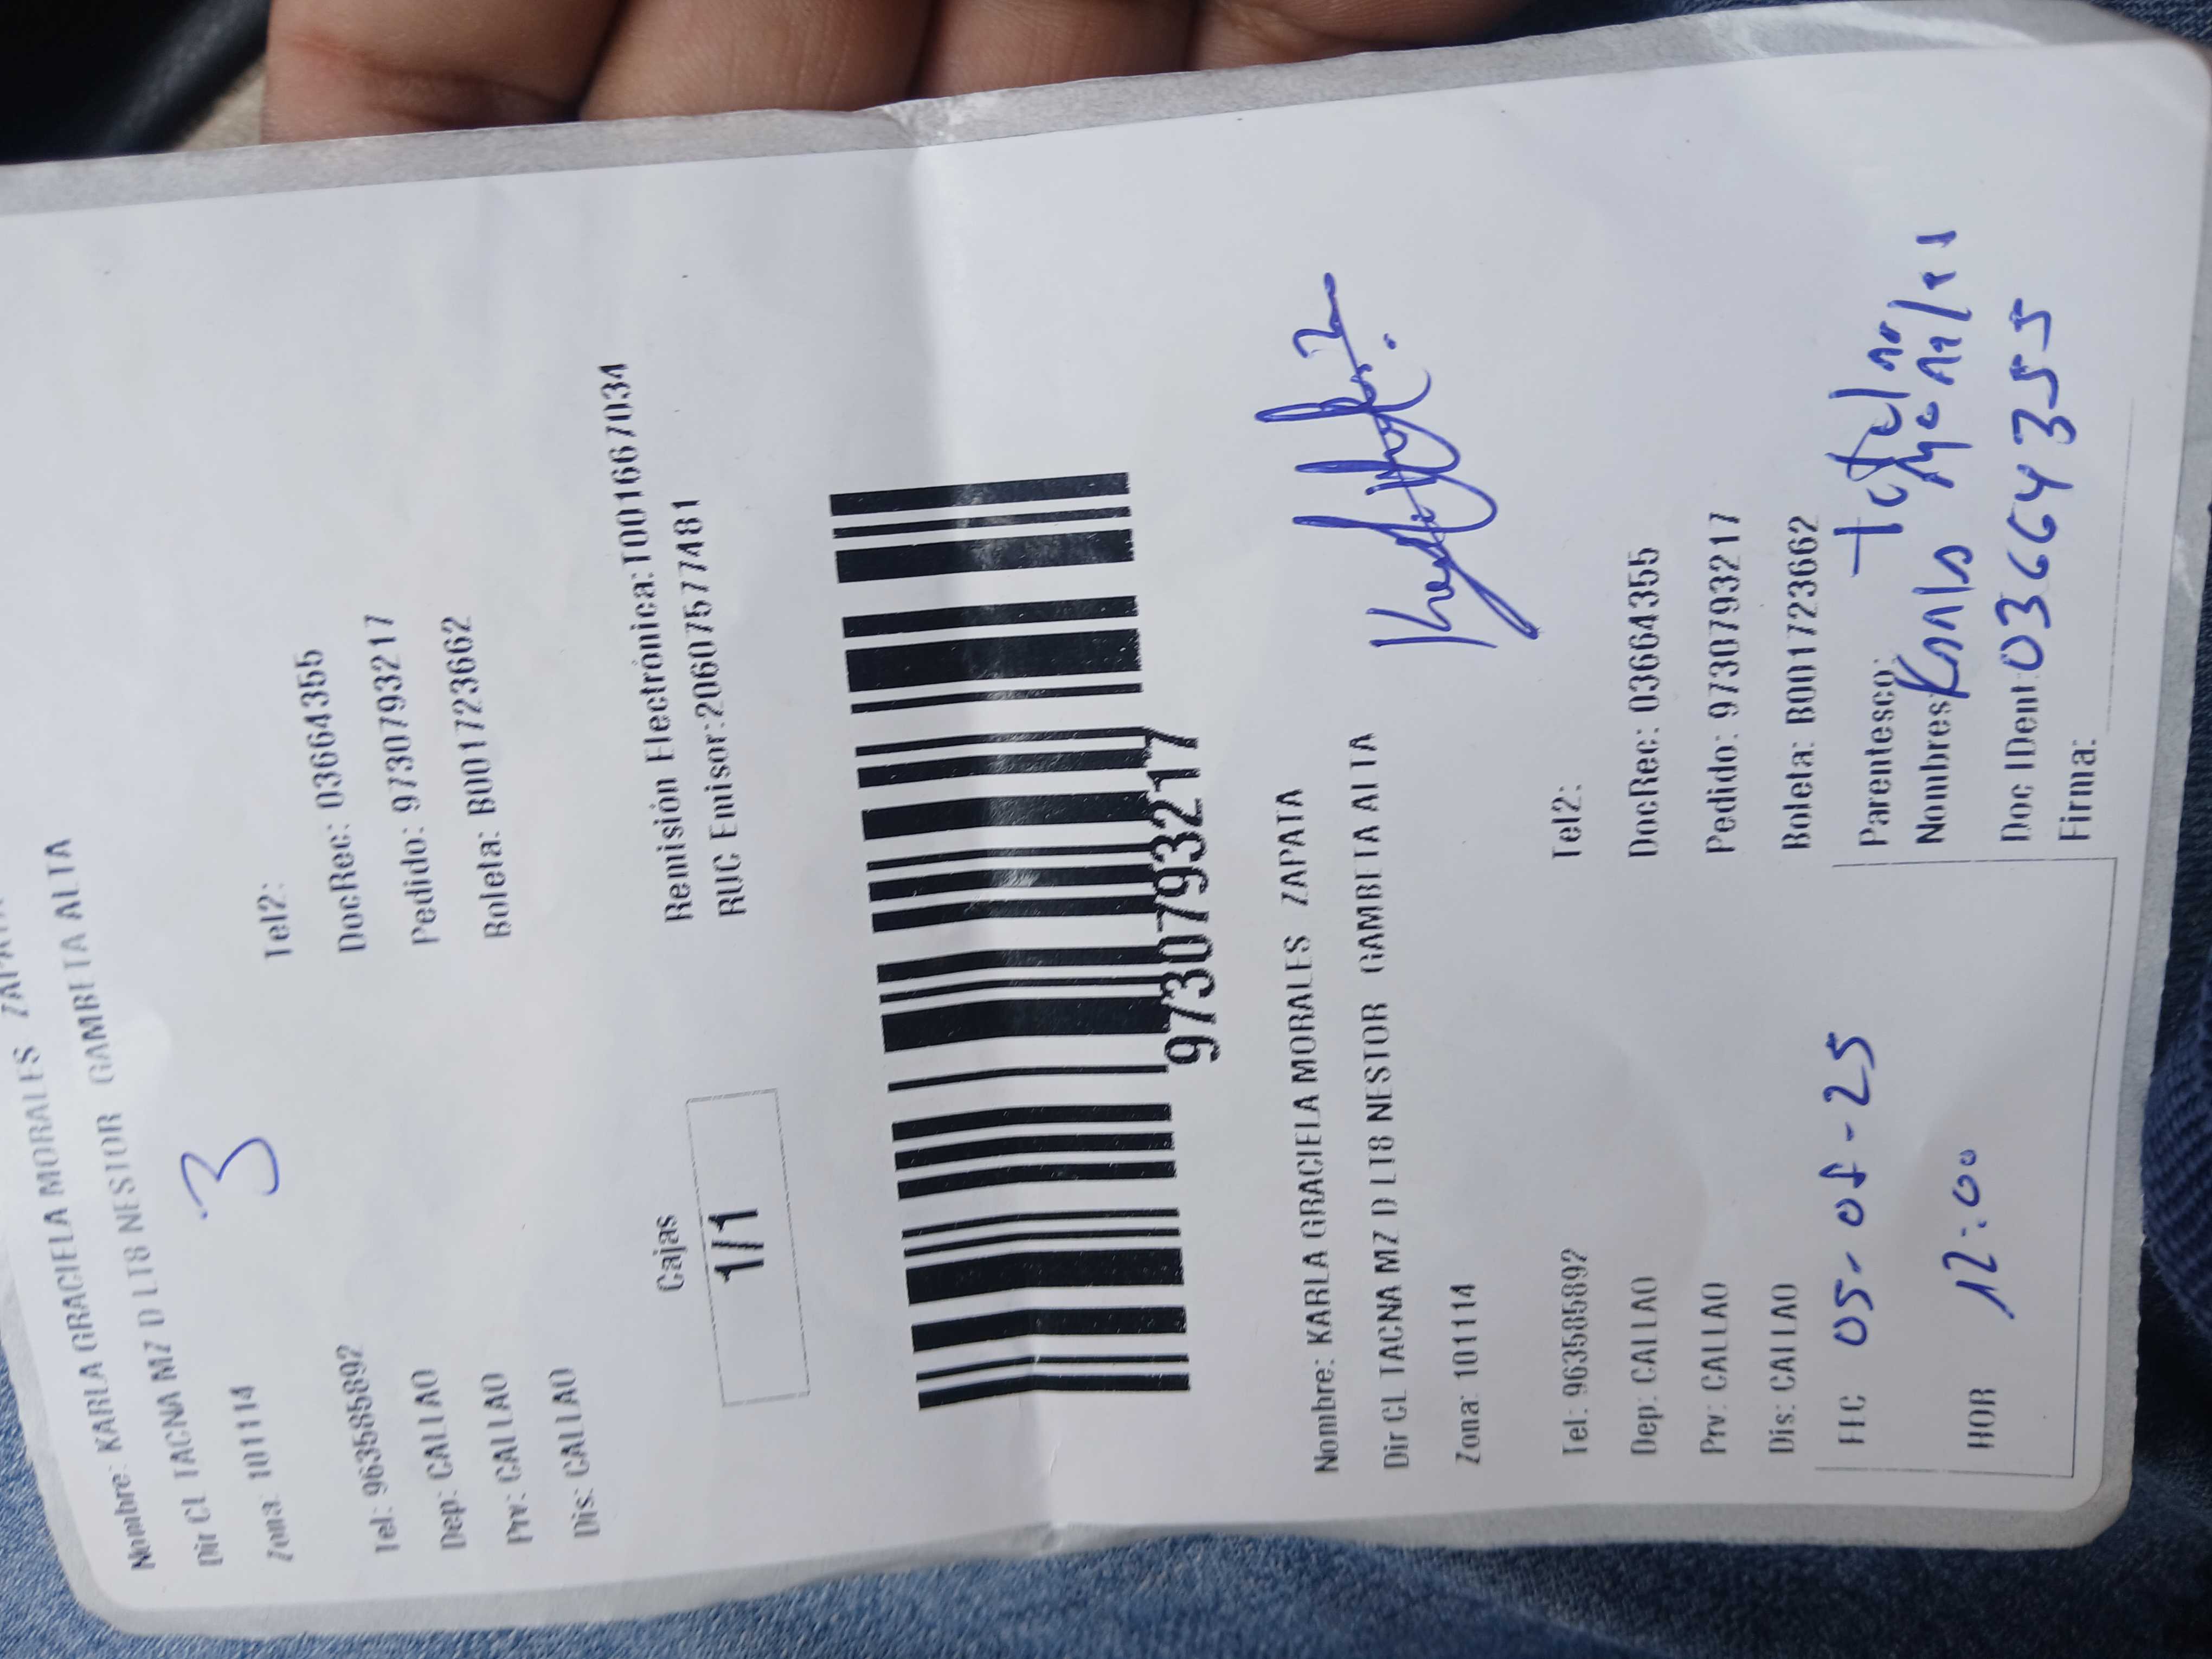 Nombre: KARLA GRACIELA MORALES ZAPATA
Dir CL TACNA MZ D LT8 NESTOR GAMBETA ALTA
3
Zona: 101114
Tel: 963585892 Tel2:
Dep: CALLAO DocRec: 03664355
Prv: CALLAO Pedido: 9730793217
Dis: CALLAO Boleta: B001723662
Cajas Remisión Electrónica:T001667034
1/1 RUC Emisor:20607577481
9730793217
Nombre: KARLA GRACIELA MORALES ZAPATA
Dir CL TACNA MZ D LT8 NESTOR GAMBETA ALTA
Zona: 101114
Tel: 963585892 Tel2:
Dep: CALLAO DocRec: 03664355
Prv: CALLAO Pedido: 9730793217
Dis: CALLAO Boleta: B001723662
FEC 05-08-25 Parentesco: Titular
HOR 12:00 Nombres: Karla
Doc IDent: 03664355
Firma: